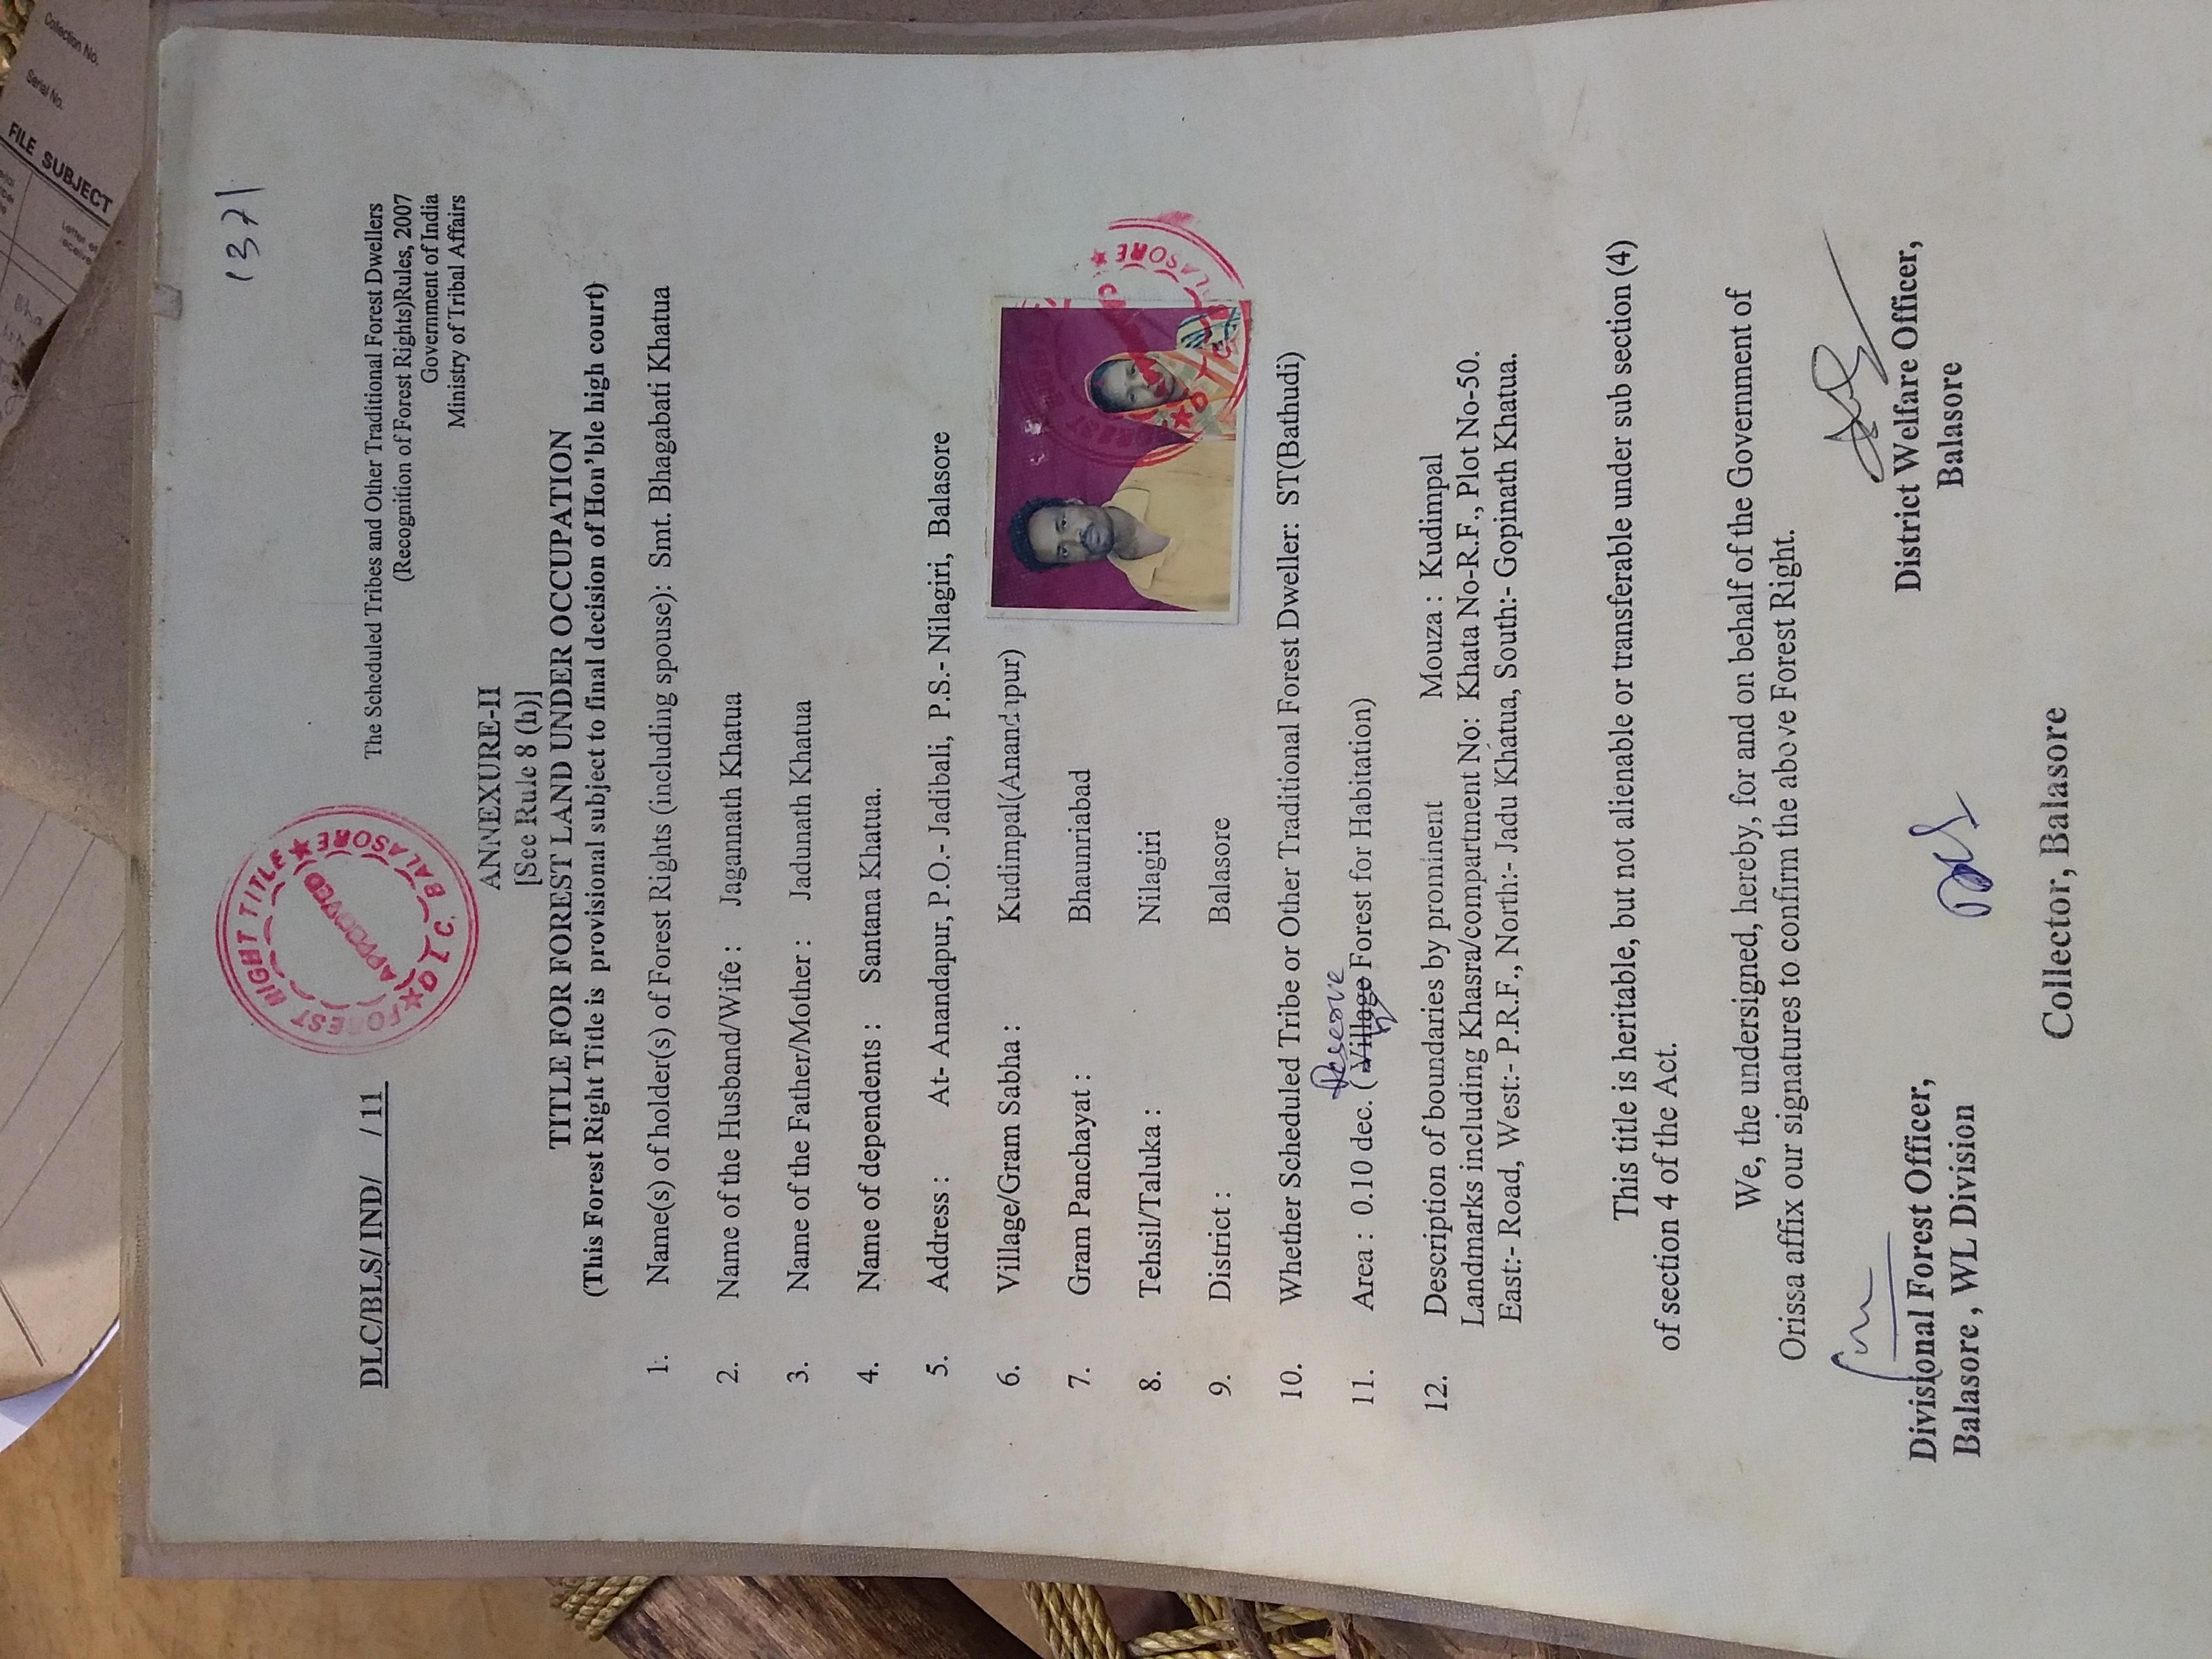 Collection No.
Serial No.
FILE SUBJECT
1371
FOREST RIGHT TITLE
APPROVED
D L C BALASORE
DLC/BLS/ IND/ / 11
The Scheduled Tribes and Other Traditional Forest Dwellers
(Recognition of Forest Rights)Rules, 2007
Government of India
Ministry of Tribal Affairs
ANNEXURE-II
[See Rule 8 (h)]
TITLE FOR FOREST LAND UNDER OCCUPATION
(This Forest Right Title is provisional subject to final decision of Hon'ble high court)
1. Name(s) of holder(s) of Forest Rights (including spouse): Smt. Bhagabati Khatua
2. Name of the Husband/Wife : Jagannath Khatua
3. Name of the Father/Mother : Jadunath Khatua
4. Name of dependents : Santana Khatua.
5. Address : At- Anandapur, P.O.- Jadibali, P.S.- Nilagiri, Balasore
6. Village/Gram Sabha : Kudimpal(Anandapur)
7. Gram Panchayat : Bhaunriabad
8. Tehsil/Taluka : Nilagiri
9. District : Balasore
10. Whether Scheduled Tribe or Other Traditional Forest Dweller: ST(Bathudi)
Reserve
11. Area : 0.10 dec. (Village Forest for Habitation)
12. Description of boundaries by prominent Mouza : Kudimpal
Landmarks including Khasra/compartment No: Khata No-R.F., Plot No-50.
East:- Road, West:- P.R.F., North:- Jadu Khatua, South:- Gopinath Khatua.
This title is heritable, but not alienable or transferable under sub section (4)
of section 4 of the Act.
We, the undersigned, hereby, for and on behalf of the Government of
Orissa affix our signatures to confirm the above Forest Right.
Divisional Forest Officer,
Balasore , WL Division
District Welfare Officer,
Balasore
Collector, Balasore